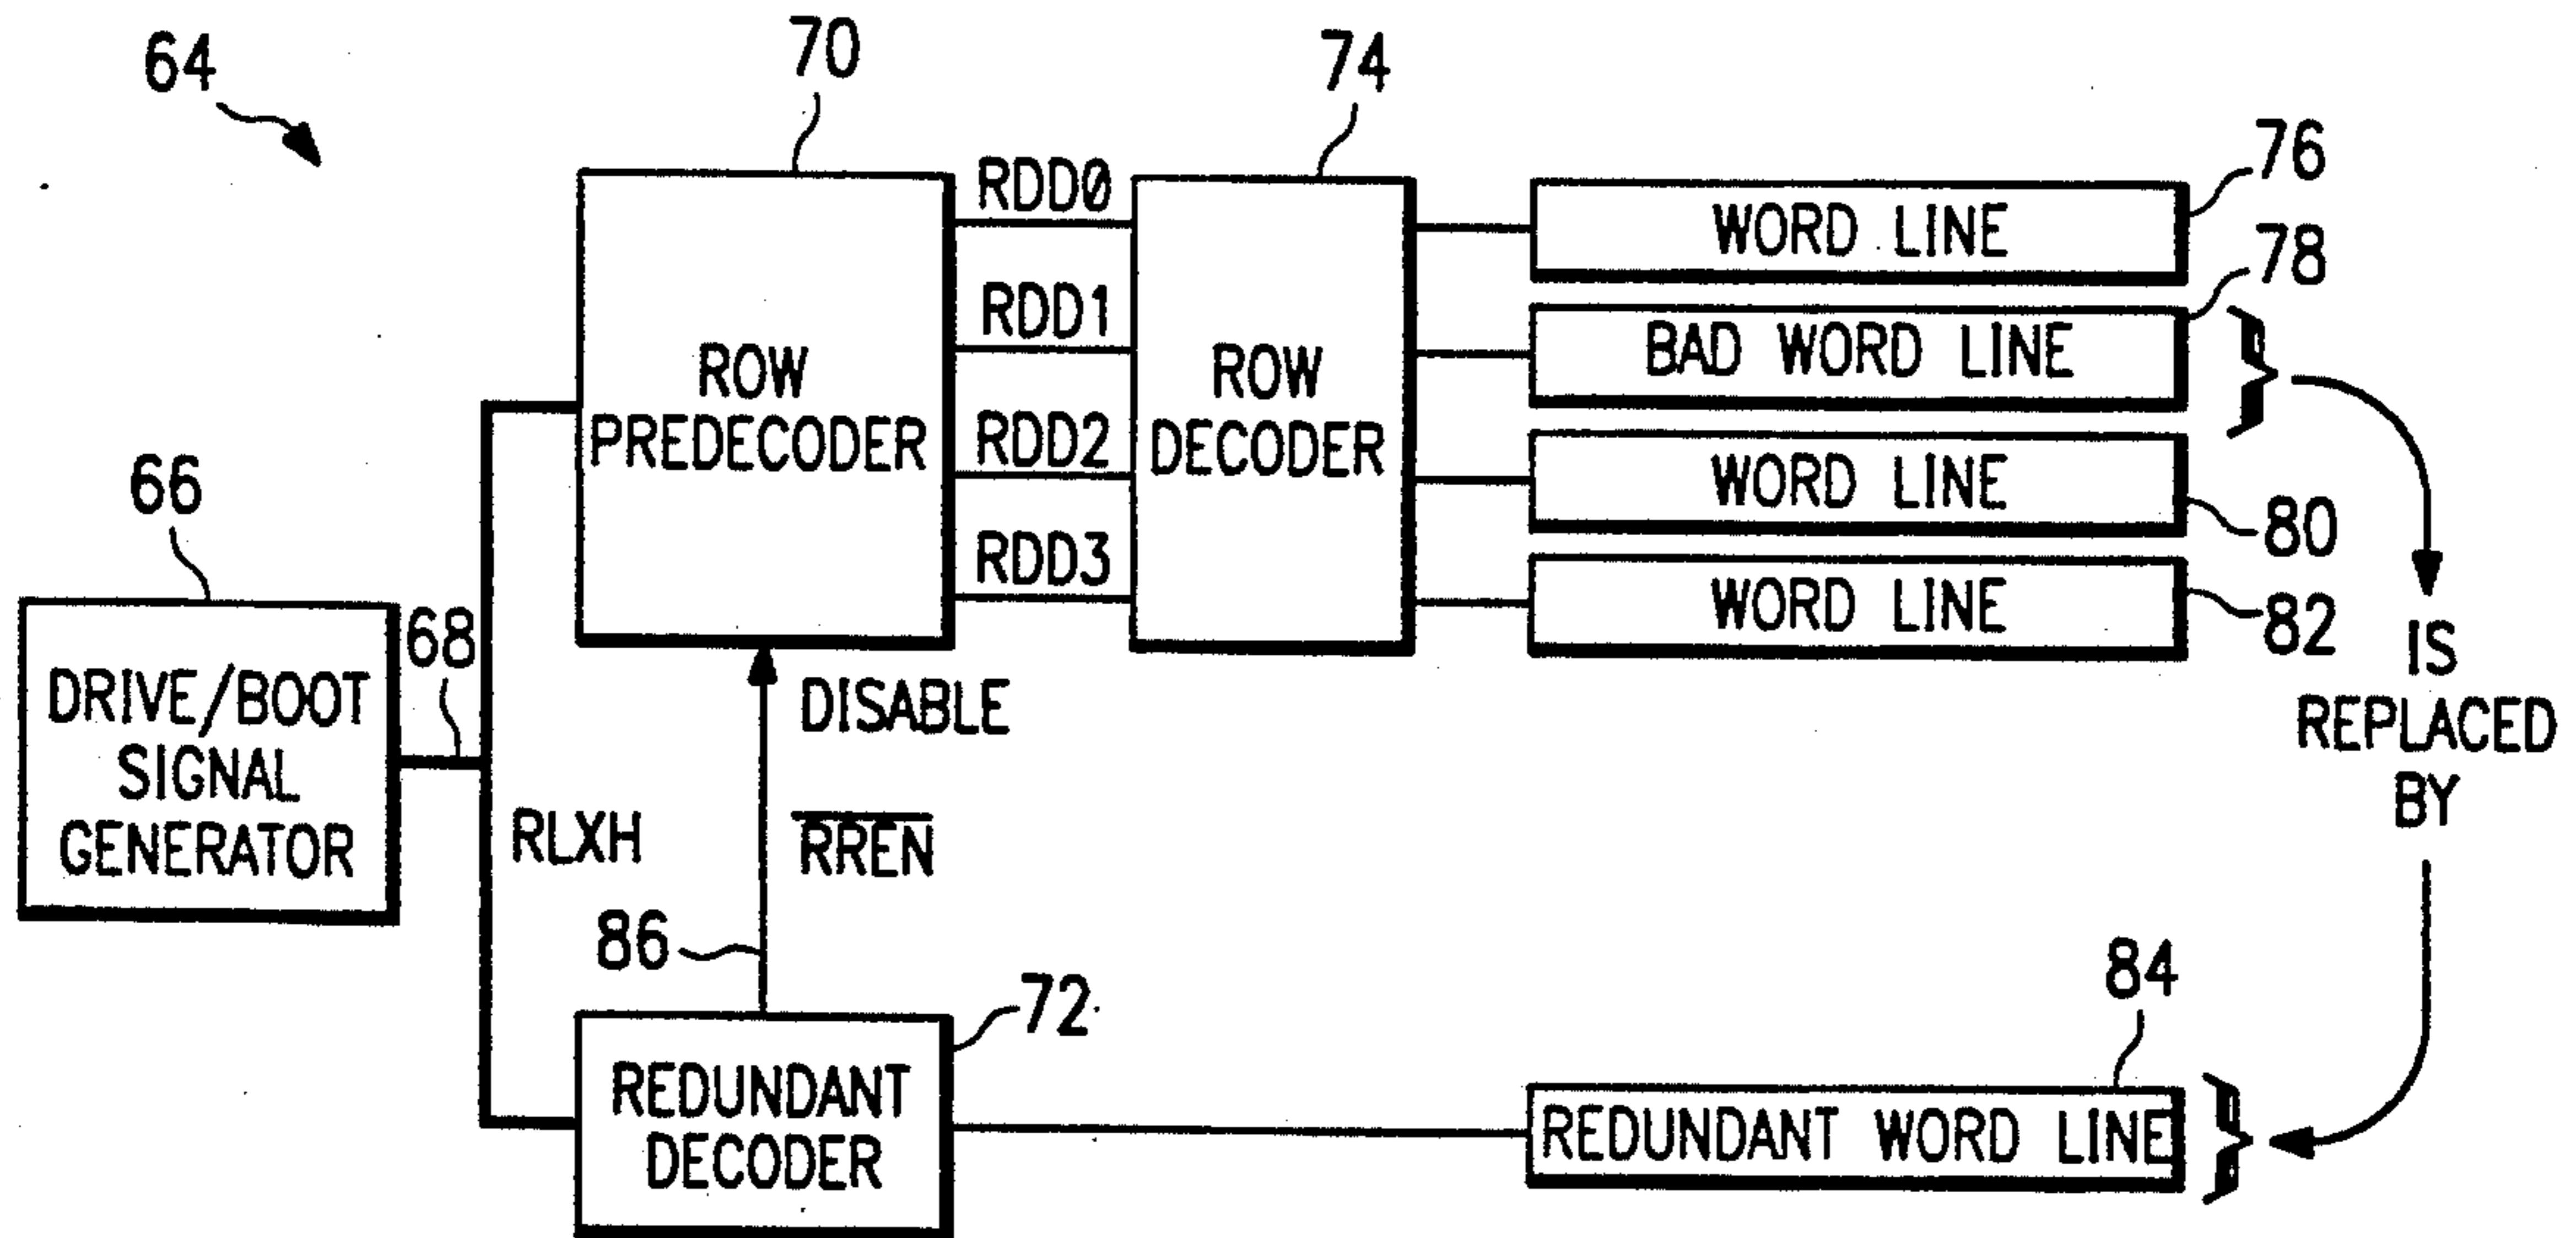 64
70
74
76
78
80
82
66
68
RDD0
RDD1
RDD2
RDD3
ROW
PREDECODER
ROW
DECODER
WORD LINE
BAD WORD LINE
WORD LINE
WORD LINE
IS
REPLACED
BY
DRIVE/BOOT
SIGNAL
GENERATOR
RLXH
DISABLE
R̅R̅E̅N̅
86
72
84
REDUNDANT
DECODER
REDUNDANT WORD LINE